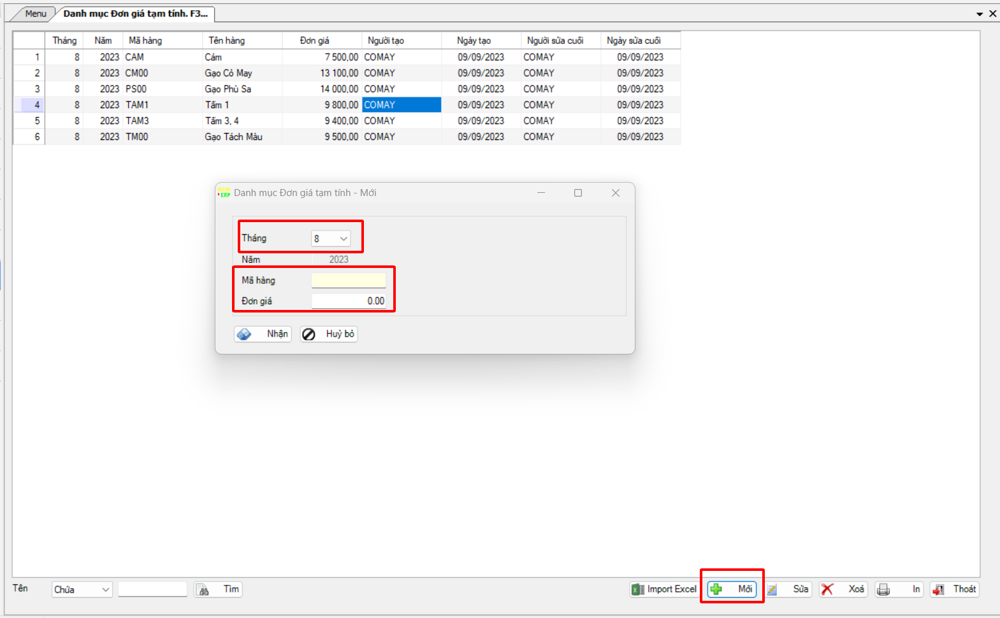 Menu Danh mục Đơn giá tạm tính. F3...
Tháng Năm Mã hàng Tên hàng Đơn giá Người tạo Ngày tạo Người sửa cuối Ngày sửa cuối
1 8 2023 CAM Cám 7 500,00 COMAY 09/09/2023 COMAY 09/09/2023
2 8 2023 CM00 Gạo Cỏ May 13 100,00 COMAY 09/09/2023 COMAY 09/09/2023
3 8 2023 PS00 Gạo Phù Sa 14 000,00 COMAY 09/09/2023 COMAY 09/09/2023
4 8 2023 TAM1 Tấm 1 9 800,00 COMAY 09/09/2023 COMAY 09/09/2023
5 8 2023 TAM3 Tấm 3, 4 9 400,00 COMAY 09/09/2023 COMAY 09/09/2023
6 8 2023 TM00 Gạo Tách Màu 9 500,00 COMAY 09/09/2023 COMAY 09/09/2023
ERP Danh mục Đơn giá tạm tính - Mới
Tháng 8
Năm 2023
Mã hàng
Đơn giá 0.00
Nhận Huỷ bỏ
Tên Chứa Tìm Import Excel Mới Sửa Xoá In Thoát